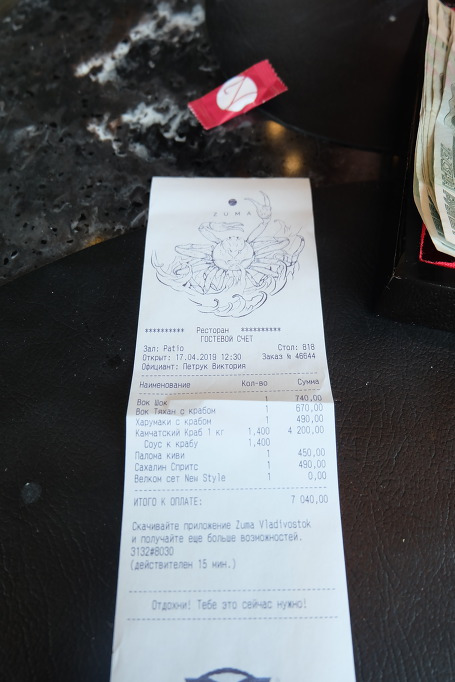 ZUMA
********** Ресторан **********
ГОСТЕВОЙ СЧЕТ
Зал: Patio Стол: 818
Открыт: 17.04.2019 12:30 Заказ № 46644
Официант: Петрук Виктория
Наименование Кол-во Сумма
Вок Шок 1 740,00
Вок Тяхан с крабом 1 670,00
Харумаки с крабом 1 490,00
Камчатский Краб 1 кг 1,400 4 200,00
Соус к крабу 1,400
Палома киви 1 450,00
Сахалин Спритс 1 490,00
Велком сет New Style 1 0,00
ИТОГО К ОПЛАТЕ: 7 040,00
Скачивайте приложение Zuma Vladivostok
и получайте еще больше возможностей.
3132#8030
(действителен 15 мин.)
Отдохни! Тебе это сейчас нужно!